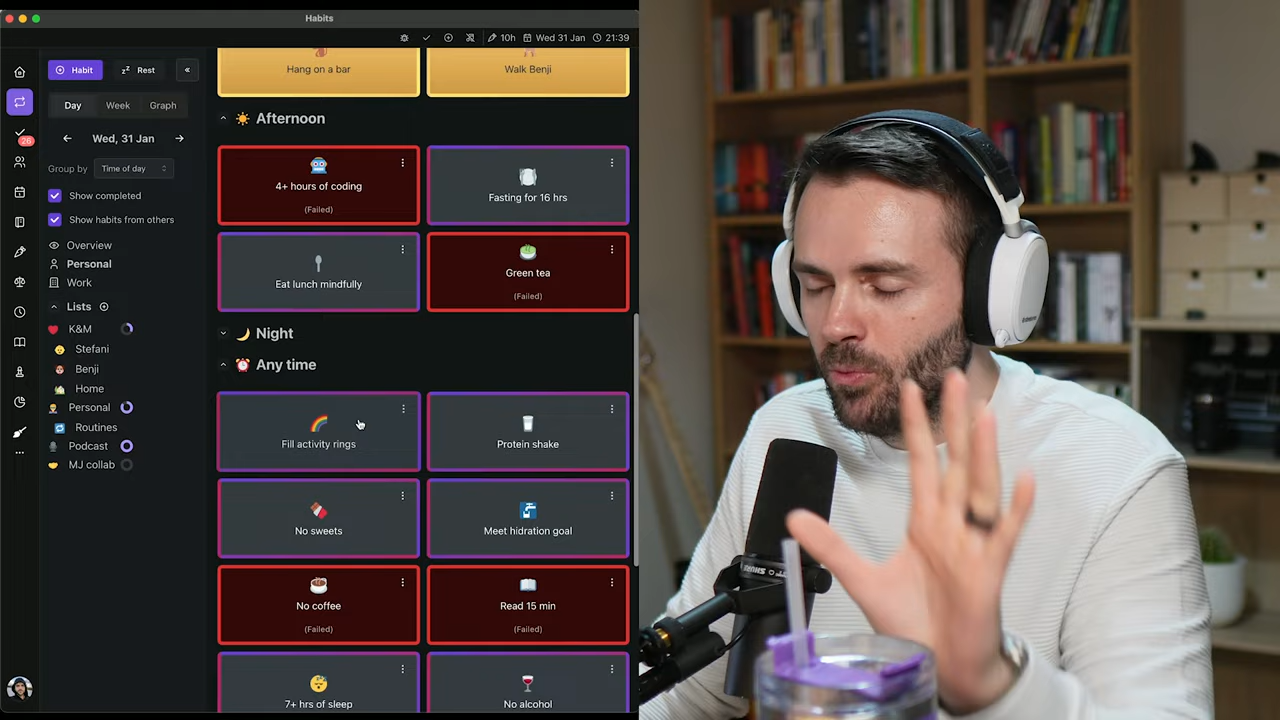 Habits
10h
Wed 31 Jan
21:39
Habit
Rest
«
Day
Week
Graph
Wed, 31 Jan
Group by
Time of day
Show completed
Show habits from others
Overview
Personal
Work
Lists
K&M
Stefani
Benji
Home
Personal
Routines
Podcast
MJ collab
26
Hang on a bar
Walk Benji
Afternoon
4+ hours of coding
(Failed)
Fasting for 16 hrs
Eat lunch mindfully
Green tea
(Failed)
Night
Any time
Fill activity rings
Protein shake
No sweets
Meet hidration goal
No coffee
(Failed)
Read 15 min
(Failed)
7+ hrs of sleep
No alcohol
SHURE